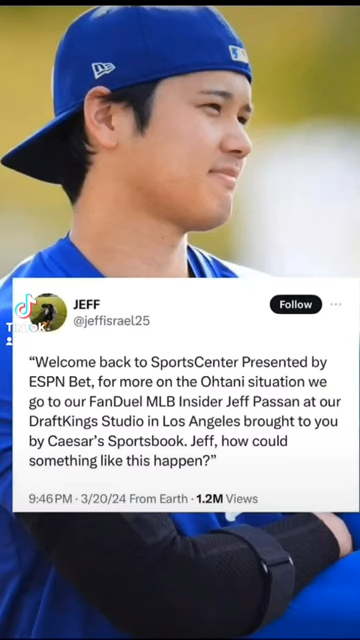 JEFF
Follow
@jeffisrael25
TikTok
“Welcome back to SportsCenter Presented by
ESPN Bet, for more on the Ohtani situation we
go to our FanDuel MLB Insider Jeff Passan at our
DraftKings Studio in Los Angeles brought to you
by Caesar’s Sportsbook. Jeff, how could
something like this happen?”
9:46 PM · 3/20/24 From Earth · 1.2M Views